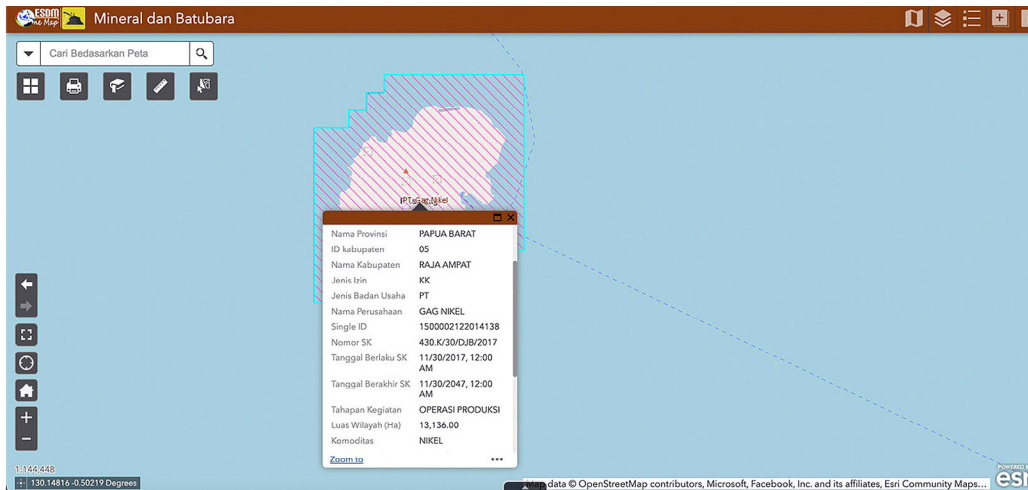 ESDM
One Map
Mineral dan Batubara
Cari Bedasarkan Peta
Nama Provinsi PAPUA BARAT
ID kabupaten 05
Nama Kabupaten RAJA AMPAT
Jenis Izin KK
Jenis Badan Usaha PT
Nama Perusahaan GAG NIKEL
Single ID 1500002122014138
Nomor SK 430.K/30/DJB/2017
Tanggal Berlaku SK 11/30/2017, 12:00
AM
Tanggal Berakhir SK 11/30/2047, 12:00
AM
Tahapan Kegiatan OPERASI PRODUKSI
Luas Wilayah (Ha) 13,136.00
Komoditas NIKEL
Zoom to
1:144,448
130.14816 -0.50219 Degrees
Map data © OpenStreetMap contributors, Microsoft, Facebook, Inc. and its affiliates, Esri Community Maps...
POWERED
esri